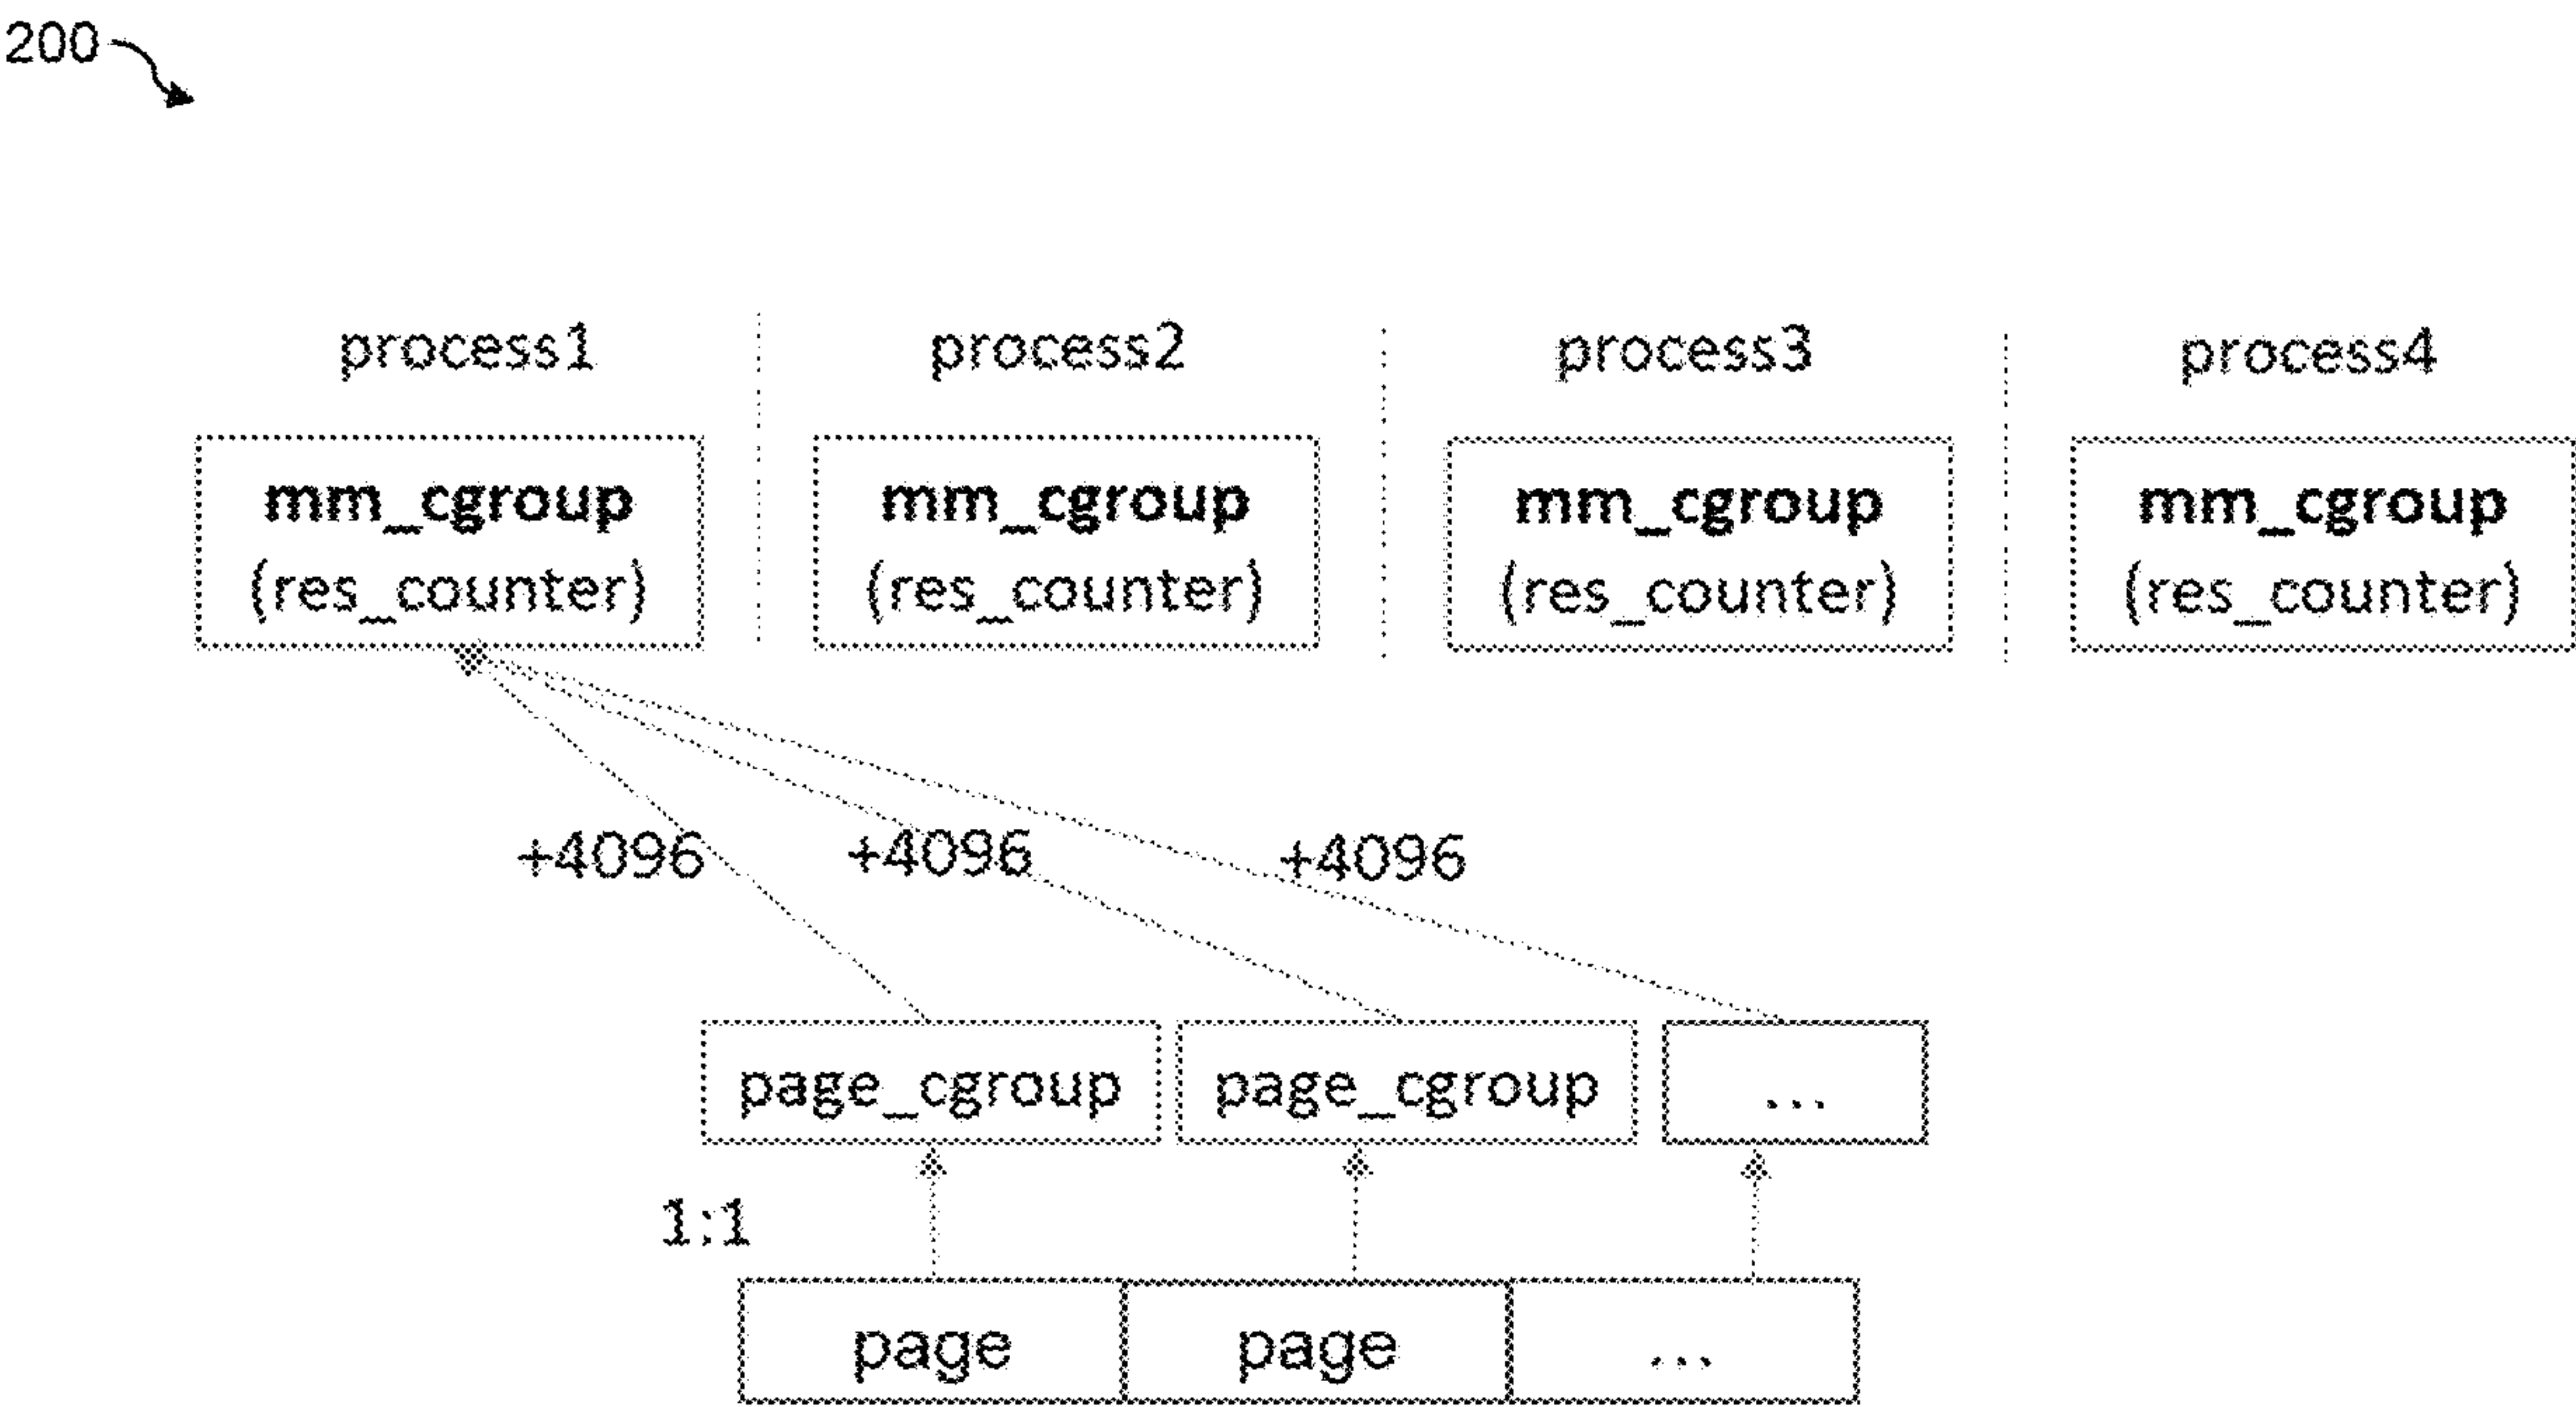 200
process1 process2 process3 process4
mm_cgroup mm_cgroup mm_cgroup mm_cgroup
(res_counter) (res_counter) (res_counter) (res_counter)
+4096 +4096 +4096
page_cgroup page_cgroup ...
1:1
page page ...